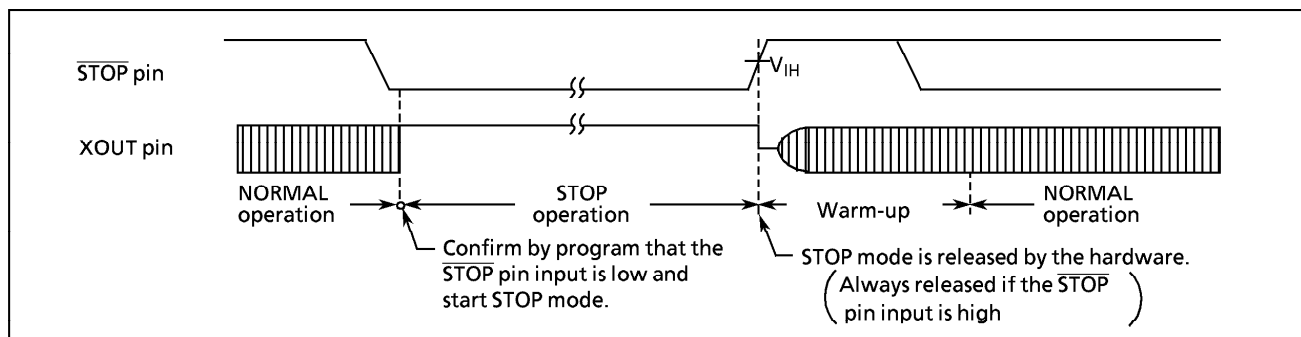 STOP pin
VIH
XOUT pin
NORMAL
operation
STOP
operation
Warm-up
NORMAL
operation
Confirm by program that the
STOP pin input is low and
start STOP mode.
STOP mode is released by the hardware.
(Always released if the STOP
pin input is high)